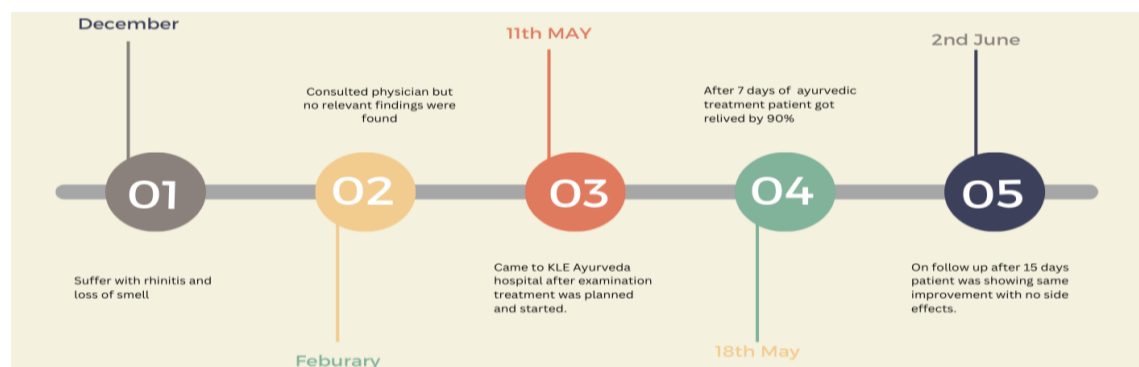 December
01
Suffer with rhinitis and
loss of smell
Consulted physician but
no relevant findings were
found
02
Feburary
11th MAY
03
Came to KLE Ayurveda
hospital after examination
treatment was planned
and started.
After 7 days of ayurvedic
treatment patient got
relived by 90%
04
18th May
2nd June
05
On follow up after 15 days
patient was showing same
improvement with no side
effects.